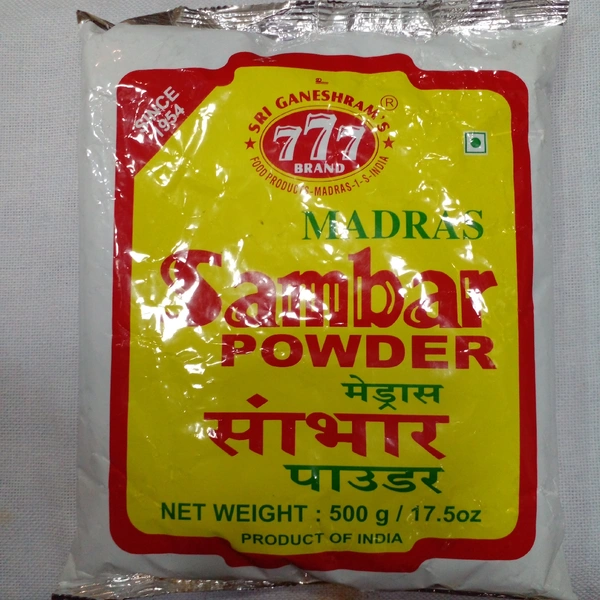 SINCE
1954
SRI GANESHRAM'S
®
777
BRAND
FOOD PRODUCTS-MADRAS-1-S-INDIA
MADRAS
Sambar
POWDER
मेड्रास
सांभार
पाउडर
NET WEIGHT : 500 g / 17.5oz
PRODUCT OF INDIA